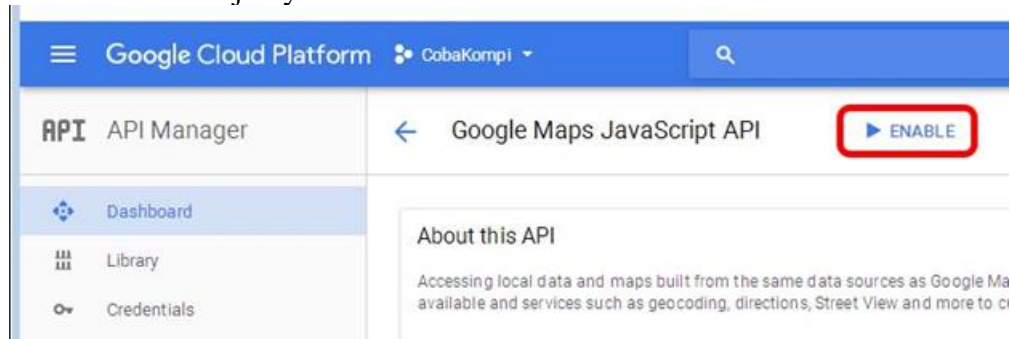 Google Cloud Platform CobaKompi
API API Manager
Google Maps JavaScript API ENABLE
Dashboard
Library
Credentials
About this API
Accessing local data and maps built from the same data sources as Google Ma
available and services such as geocoding, directions, Street View and more to c